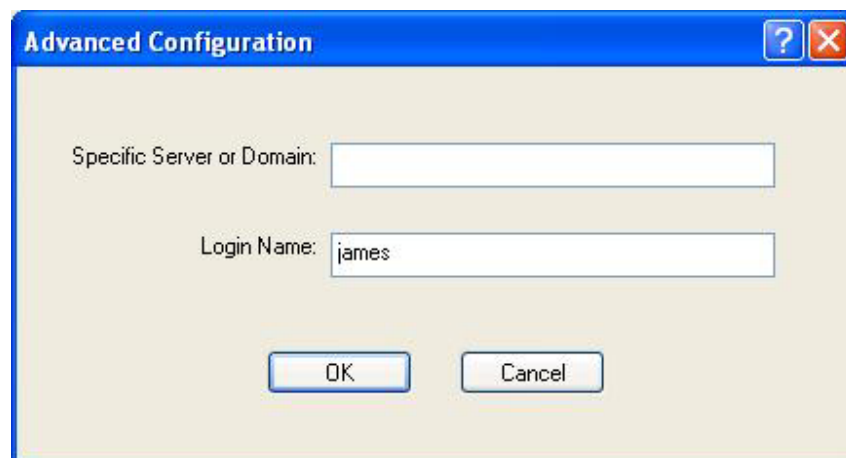 Advanced Configuration
Specific Server or Domain:
Login Name: james
OK Cancel